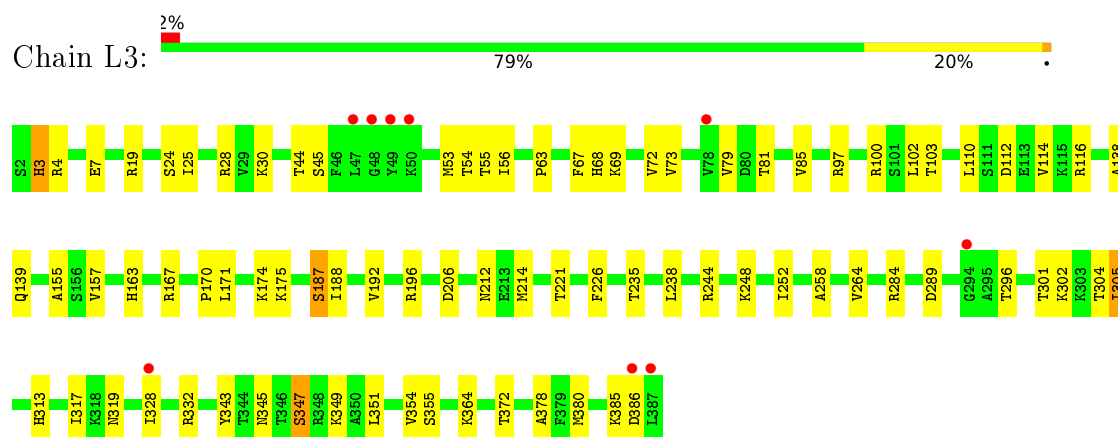 2%
Chain L3:
79% 20% •
S2 H3 R4 E7 R19 S24 I25 R28 V29 K30 T44 S45 F46 L47 G48 Y49 K50 M53 T54 T55 I56 P63 F67 H68 K69 V72 V73 V78 V79 D80 T81 V85 R97 R100 S101 L102 T103 L110 S111 D112 E113 V114 K115 R116 A138
Q139 A155 S156 V157 H163 R167 P170 L171 K174 K175 S187 I188 V192 R196 D206 N212 E213 M214 T221 F226 T235 L238 R244 K248 I252 A258 V264 R284 D289 G294 A295 T296 T301 K302 K303 T304
H313 I317 K318 N319 I328 R332 Y343 T344 N345 T346 S347 R348 K349 A350 L351 V354 S355 K364 T372 A378 F379 M380 K385 D386 L387